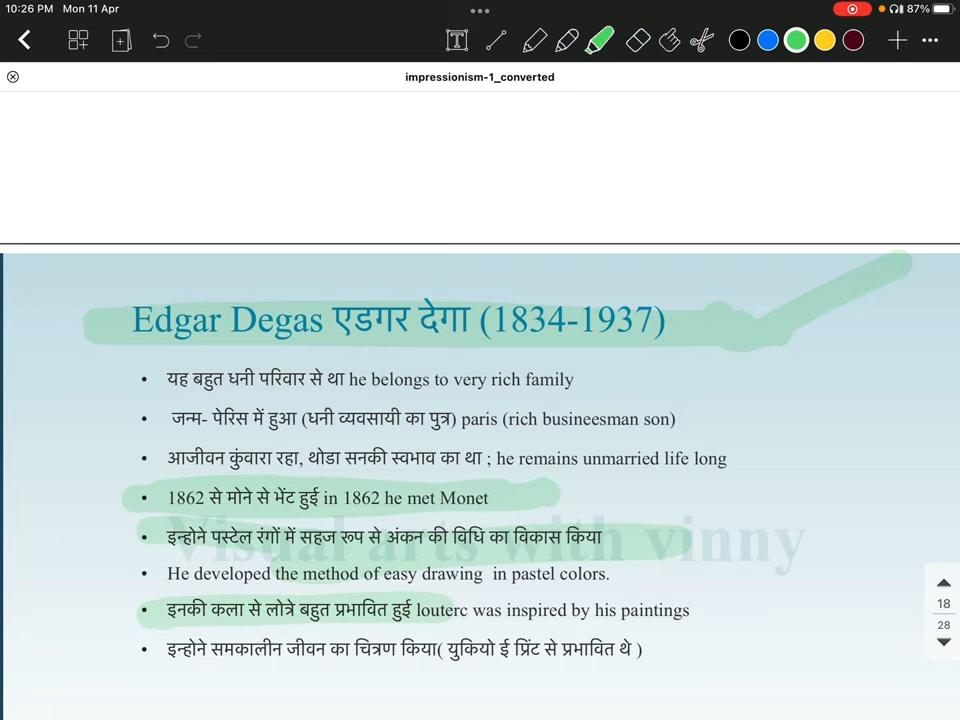 10:26 PM Mon 11 Apr
87%
impressionism-1_converted
Edgar Degas एडगर देगा (1834-1937)
• यह बहुत धनी परिवार से था he belongs to very rich family
• जन्म- पेरिस में हुआ (धनी व्यवसायी का पुत्र) paris (rich busineesman son)
• आजीवन कुंवारा रहा, थोडा सनकी स्वभाव का था ; he remains unmarried life long
• 1862 से मोने से भेंट हुई in 1862 he met Monet
• इन्होने पस्टेल रंगों में सहज रूप से अंकन की विधि का विकास किया
Visual arts with vinny
• He developed the method of easy drawing in pastel colors.
• इनकी कला से लोत्रे बहुत प्रभावित हुई louterc was inspired by his paintings
• इन्होने समकालीन जीवन का चित्रण किया( युकियो ई प्रिंट से प्रभावित थे )
18
28